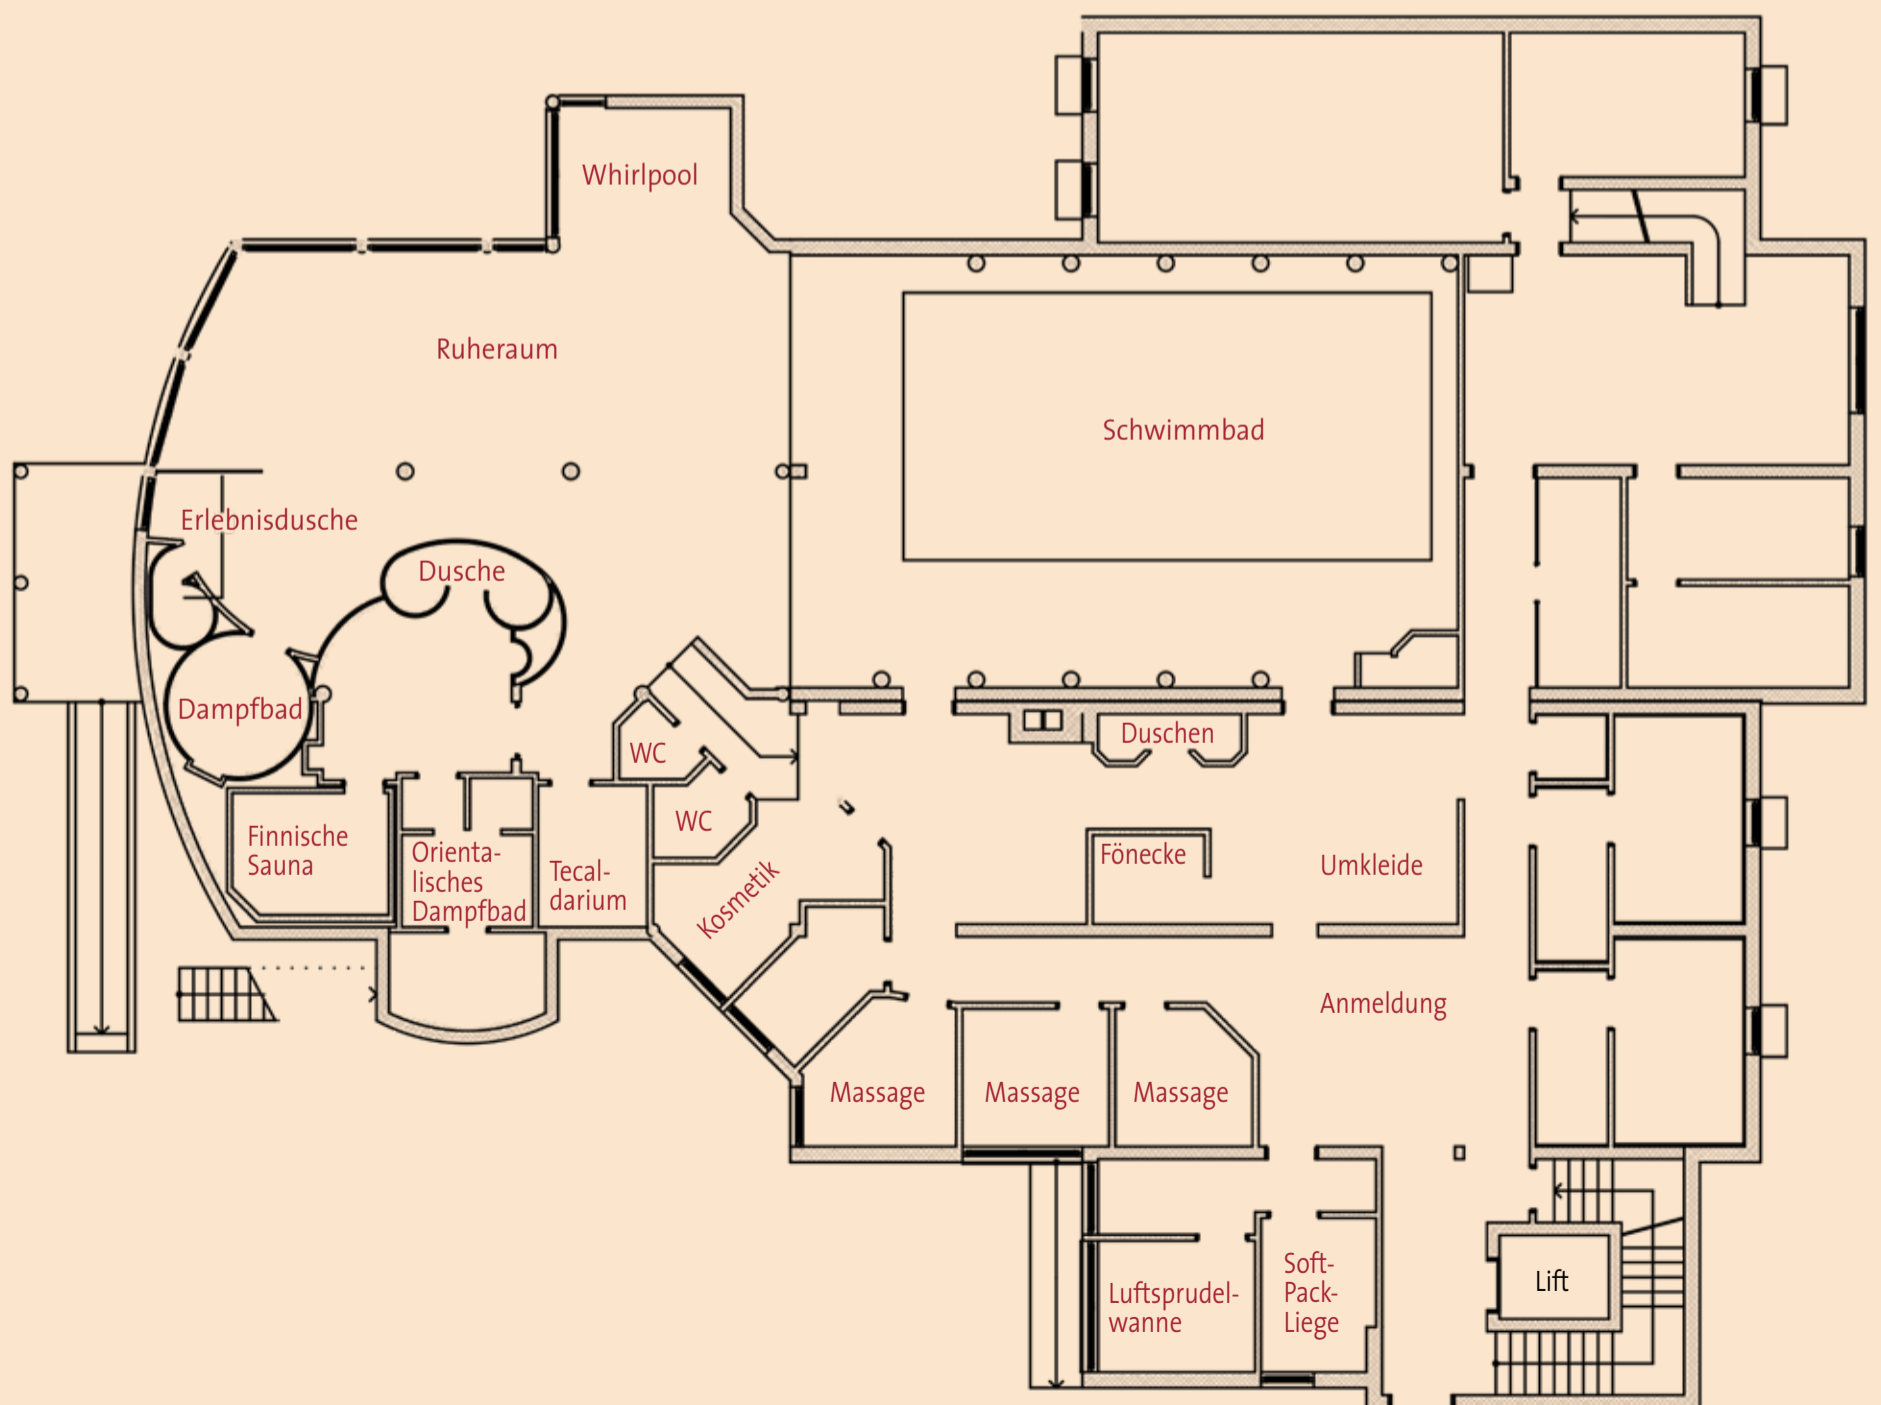 Whirlpool
Ruheraum
Schwimmbad
Erlebnisdusche
Dusche
Dampfbad
WC
Duschen
WC
Finnische
Sauna
Orienta-
lisches
Dampfbad
Tecal-
darium
Kosmetik
Fönecke
Umkleide
Anmeldung
Massage
Massage
Massage
Luftsprudel-
wanne
Soft-
Pack-
Liege
Lift